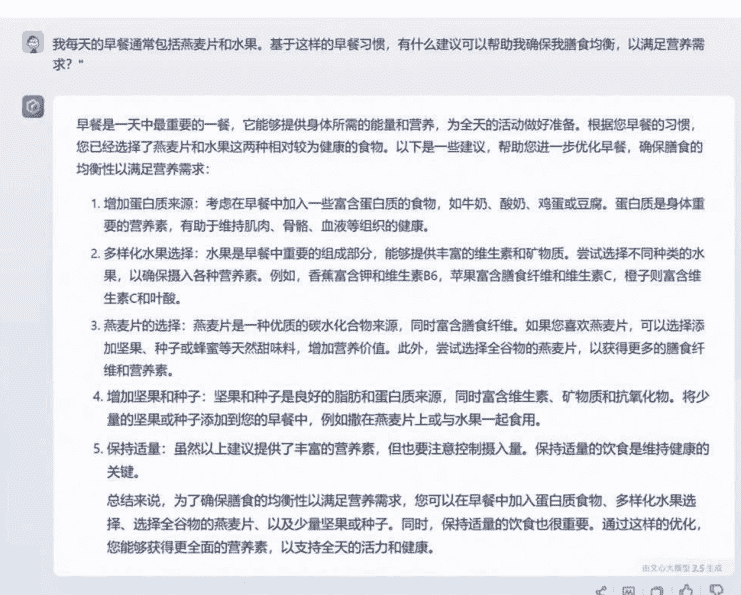 我每天的早餐通常包括燕麦片和水果。基于这样的早餐习惯，有什么建议可以帮助我确保我膳食均衡，以满足营养需
求？"
早餐是一天中最重要的一餐，它能够提供身体所需的能量和营养，为全天的活动做好准备。根据您早餐的习惯，
您已经选择了燕麦片和水果这两种相对较为健康的食物。以下是一些建议，帮助您进一步优化早餐，确保膳食的
均衡性以满足营养需求：
1. 增加蛋白质来源：考虑在早餐中加入一些富含蛋白质的食物，如牛奶、酸奶、鸡蛋或豆腐。蛋白质是身体重
要的营养素，有助于维持肌肉、骨骼、血液等组织的健康。
2. 多样化水果选择：水果是早餐中重要的组成部分，能够提供丰富的维生素和矿物质。尝试选择不同种类的水
果，以确保摄入各种营养素。例如，香蕉富含钾和维生素B6，苹果富含膳食纤维和维生素C，橙子则富含维
生素C和叶酸。
3. 燕麦片的选择：燕麦片是一种优质的碳水化合物来源，同时富含膳食纤维。如果您喜欢燕麦片，可以选择添
加坚果、种子或蜂蜜等天然甜味料，增加营养价值。此外，尝试选择全谷物的燕麦片，以获得更多的膳食纤
维和营养素。
4. 增加坚果和种子：坚果和种子是良好的脂肪和蛋白质来源，同时富含维生素、矿物质和抗氧化物。将少
量的坚果或种子添加到您的早餐中，例如撒在燕麦片上或与水果一起食用。
5. 保持适量：虽然以上建议提供了丰富的营养素，但也要注意控制摄入量。保持适量的饮食是维持健康的
关键。
总结来说，为了确保膳食的均衡性以满足营养需求，您可以在早餐中加入蛋白质食物、多样化水果选
择、选择全谷物的燕麦片、以及少量坚果或种子。同时，保持适量的饮食也很重要。通过这样的优化，
您能够获得更全面的营养素，以支持全天的活力和健康。
由文心大模型 3.5 生成